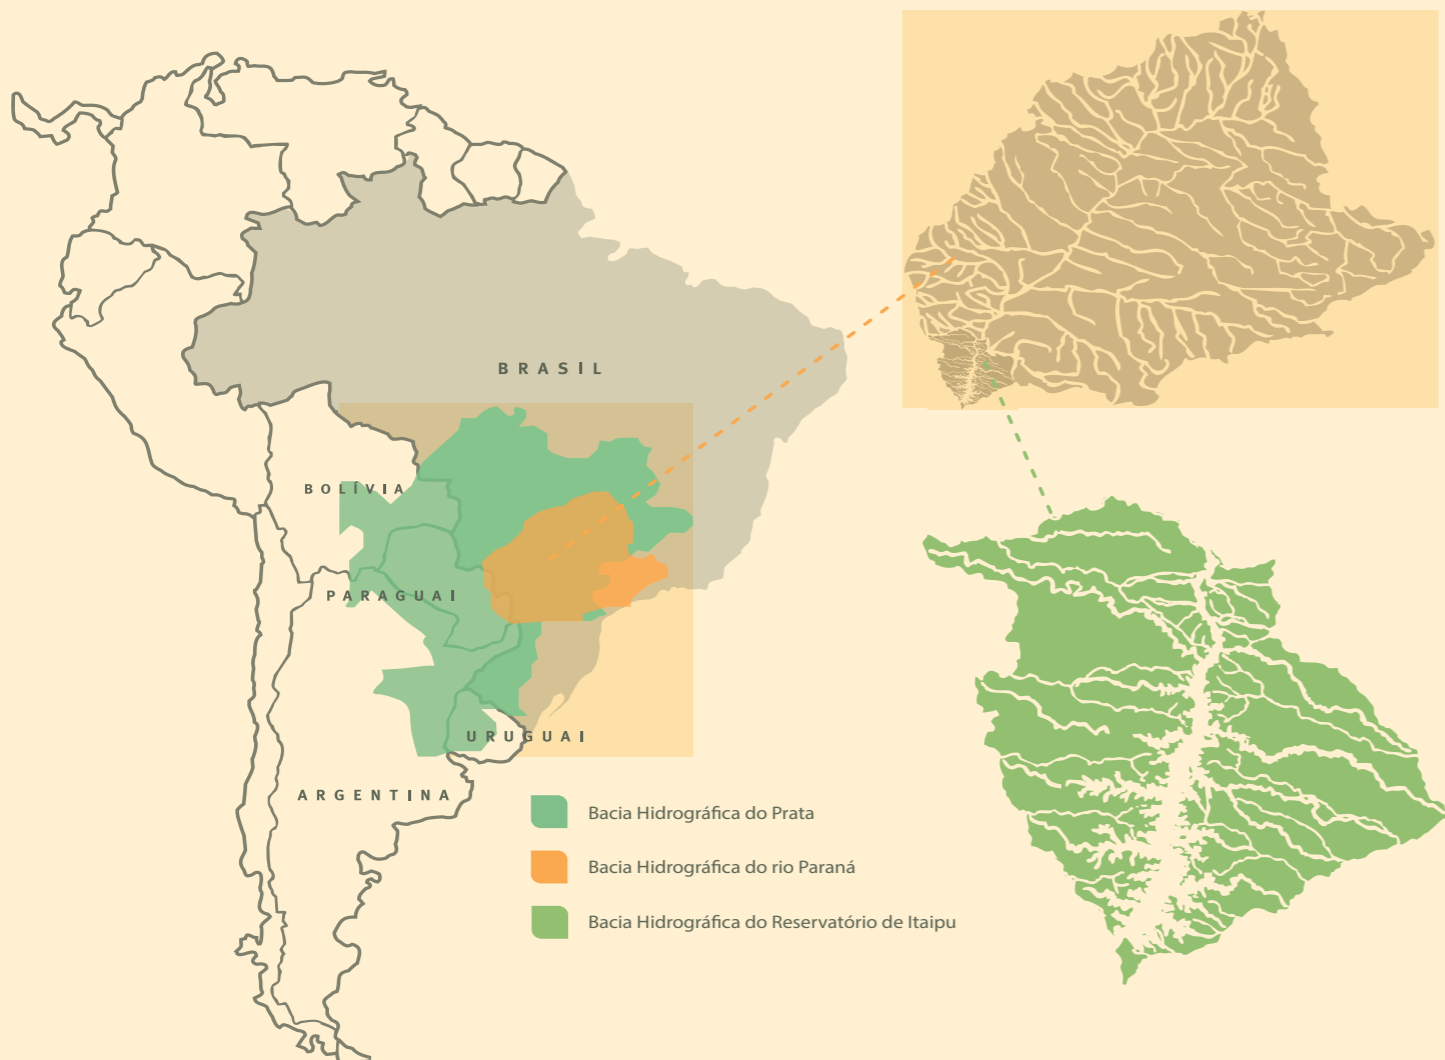 BRASIL
BOLÍVIA
PARAGUAI
URUGUAI
ARGENTINA
Bacia Hidrográfica do Prata
Bacia Hidrográfica do rio Paraná
Bacia Hidrográfica do Reservatório de Itaipu